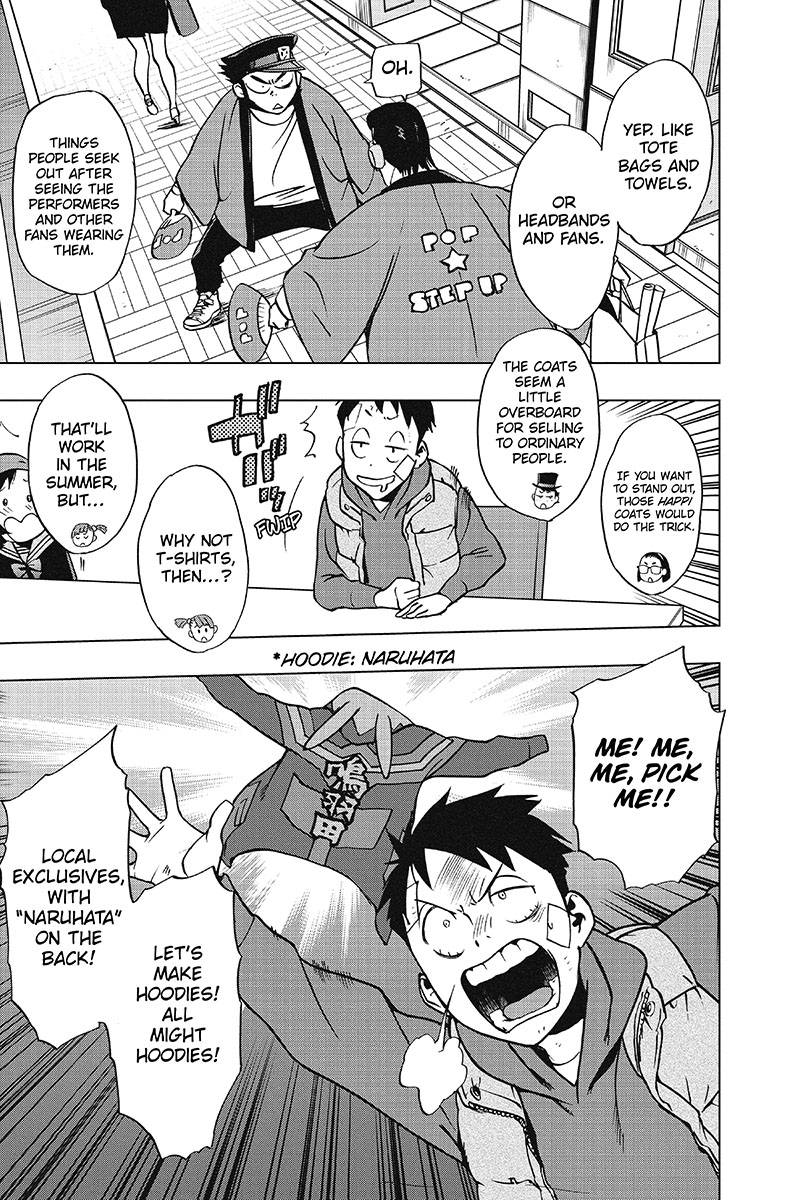 YEP. LIKE
TOTE
BAGS AND
TOWELS.
OR
HEADBANDS
AND FANS.
OH.
THINGS
PEOPLE SEEK
OUT AFTER
SEEING THE
PERFORMERS
AND OTHER
FANS WEARING
THEM.
POP
STEP UP
POP
POP
IF YOU WANT
TO STAND OUT,
THOSE HAPPI
COATS WOULD
DO THE TRICK.
THE COATS
SEEM A
LITTLE
OVERBOARD
FOR SELLING
TO ORDINARY
PEOPLE.
ガバ
FWIP
WHY NOT
T-SHIRTS,
THEN...?
THAT'LL
WORK
IN THE
SUMMER,
BUT...
*HOODIE: NARUHATA
ME! ME,
ME, PICK
ME!!
鳴羽田
LET'S
MAKE
HOODIES!
ALL
MIGHT
HOODIES!
LOCAL
EXCLUSIVES,
WITH
"NARUHATA"
ON THE
BACK!